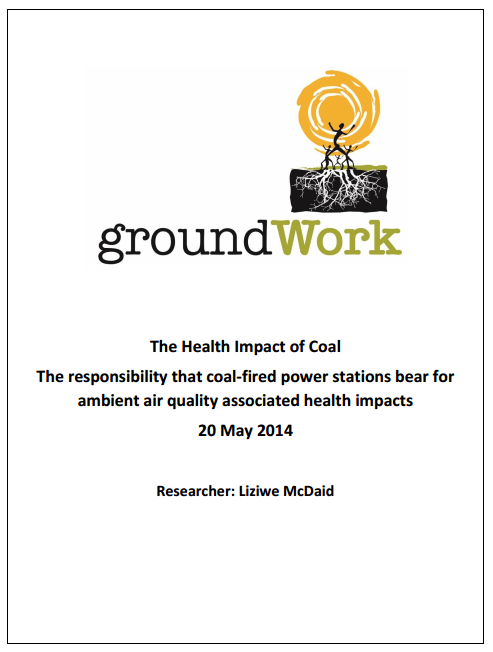 groundWork
The Health Impact of Coal
The responsibility that coal-fired power stations bear for
ambient air quality associated health impacts
20 May 2014
Researcher: Liziwe McDaid